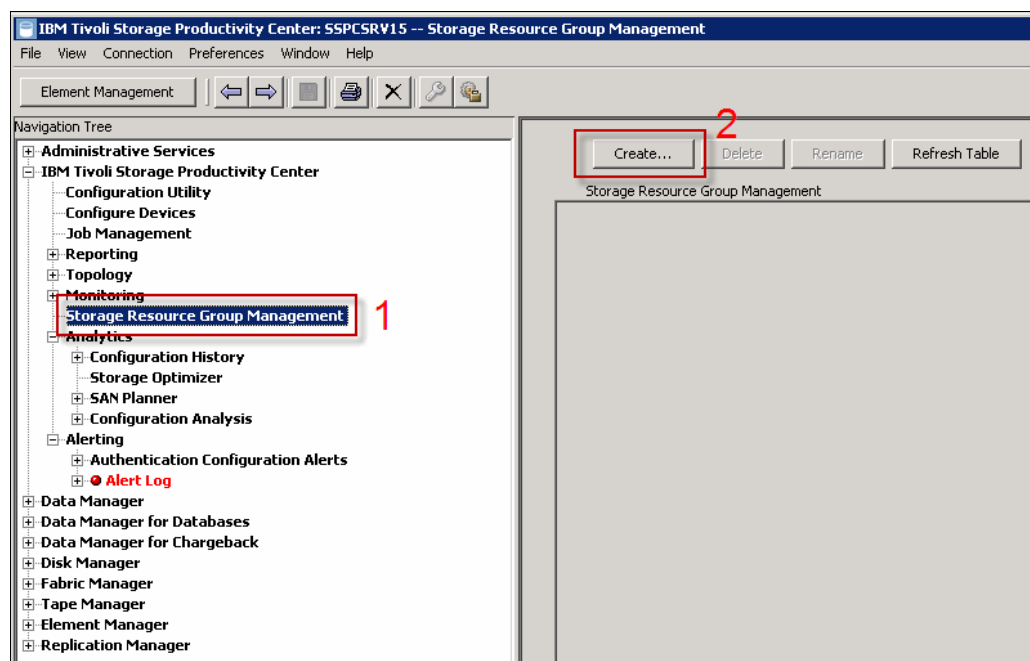 IBM Tivoli Storage Productivity Center: SSPCSRV15 -- Storage Resource Group Management
File View Connection Preferences Window Help
Element Management
Navigation Tree
Administrative Services
IBM Tivoli Storage Productivity Center
Configuration Utility
Configure Devices
Job Management
Reporting
Topology
Monitoring
Storage Resource Group Management
1
Analytics
Configuration History
Storage Optimizer
SAN Planner
Configuration Analysis
Alerting
Authentication Configuration Alerts
Alert Log
Data Manager
Data Manager for Databases
Data Manager for Chargeback
Disk Manager
Fabric Manager
Tape Manager
Element Manager
Replication Manager
2
Create... Delete Rename Refresh Table
Storage Resource Group Management